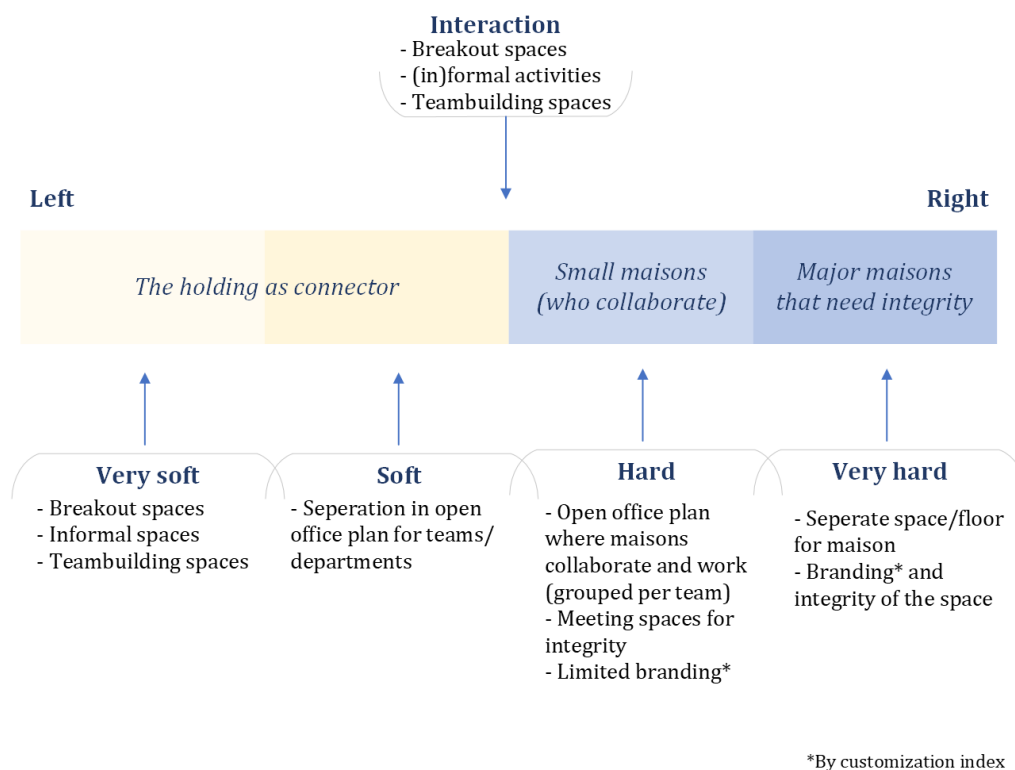 Interaction
- Breakout spaces
- (in)formal activities
- Teambuilding spaces
Left
Right
The holding as connector
Small maisons
(who collaborate)
Major maisons
that need integrity
Very soft
- Breakout spaces
- Informal spaces
- Teambuilding spaces
Soft
- Seperation in open
office plan for teams/
departments
Hard
- Open office plan
where maisons
collaborate and work
(grouped per team)
- Meeting spaces for
integrity
- Limited branding*
Very hard
- Seperate space/floor
for maison
- Branding* and
integrity of the space
*By customization index